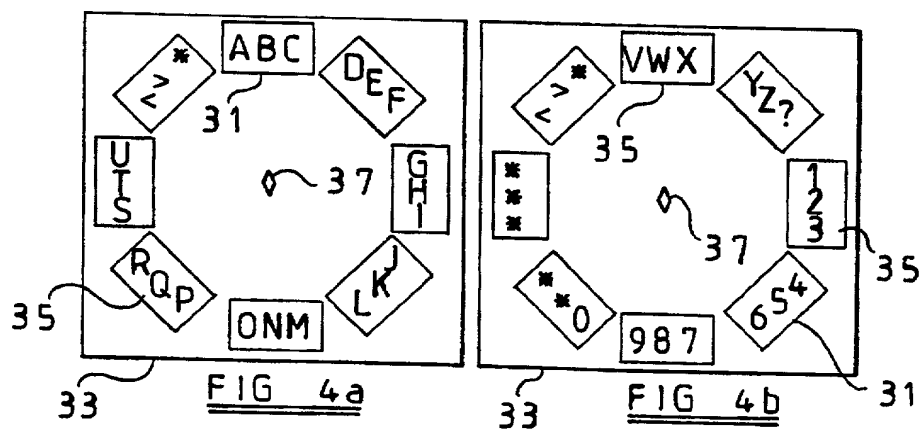 ABC
DEF
GHI
JKL
ONM
RQP
UTS
< > *
31
37
35
33
FIG 4a
VWX
YZ?
123
654
987
**0
***
< > *
35
37
35
31
33
FIG 4b